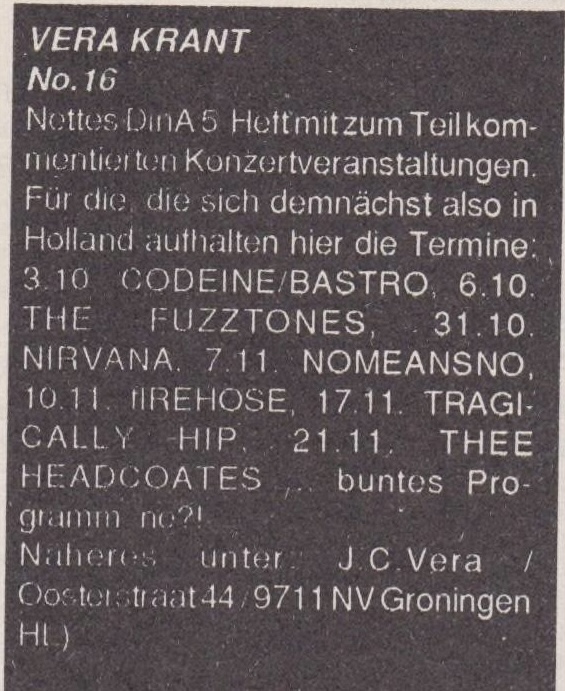 VERA KRANT
No. 16
Nettes DinA 5 Heft mit zum Teil kom-
mentierten Konzertveranstaltungen.
Für die, die sich demnächst also in
Holland aufhalten hier die Termine:
3.10 CODEINE/BASTRO, 6.10.
THE FUZZTONES, 31.10.
NIRVANA, 7.11. NOMEANSNO,
10.11. fIREHOSE, 17.11. TRAGI-
CALLY HIP, 21.11. THEE
HEADCOATES ... buntes Pro-
gramm ne?!
Näheres unter: J.C.Vera /
Oosterstraat 44 / 9711 NV Groningen
HL)